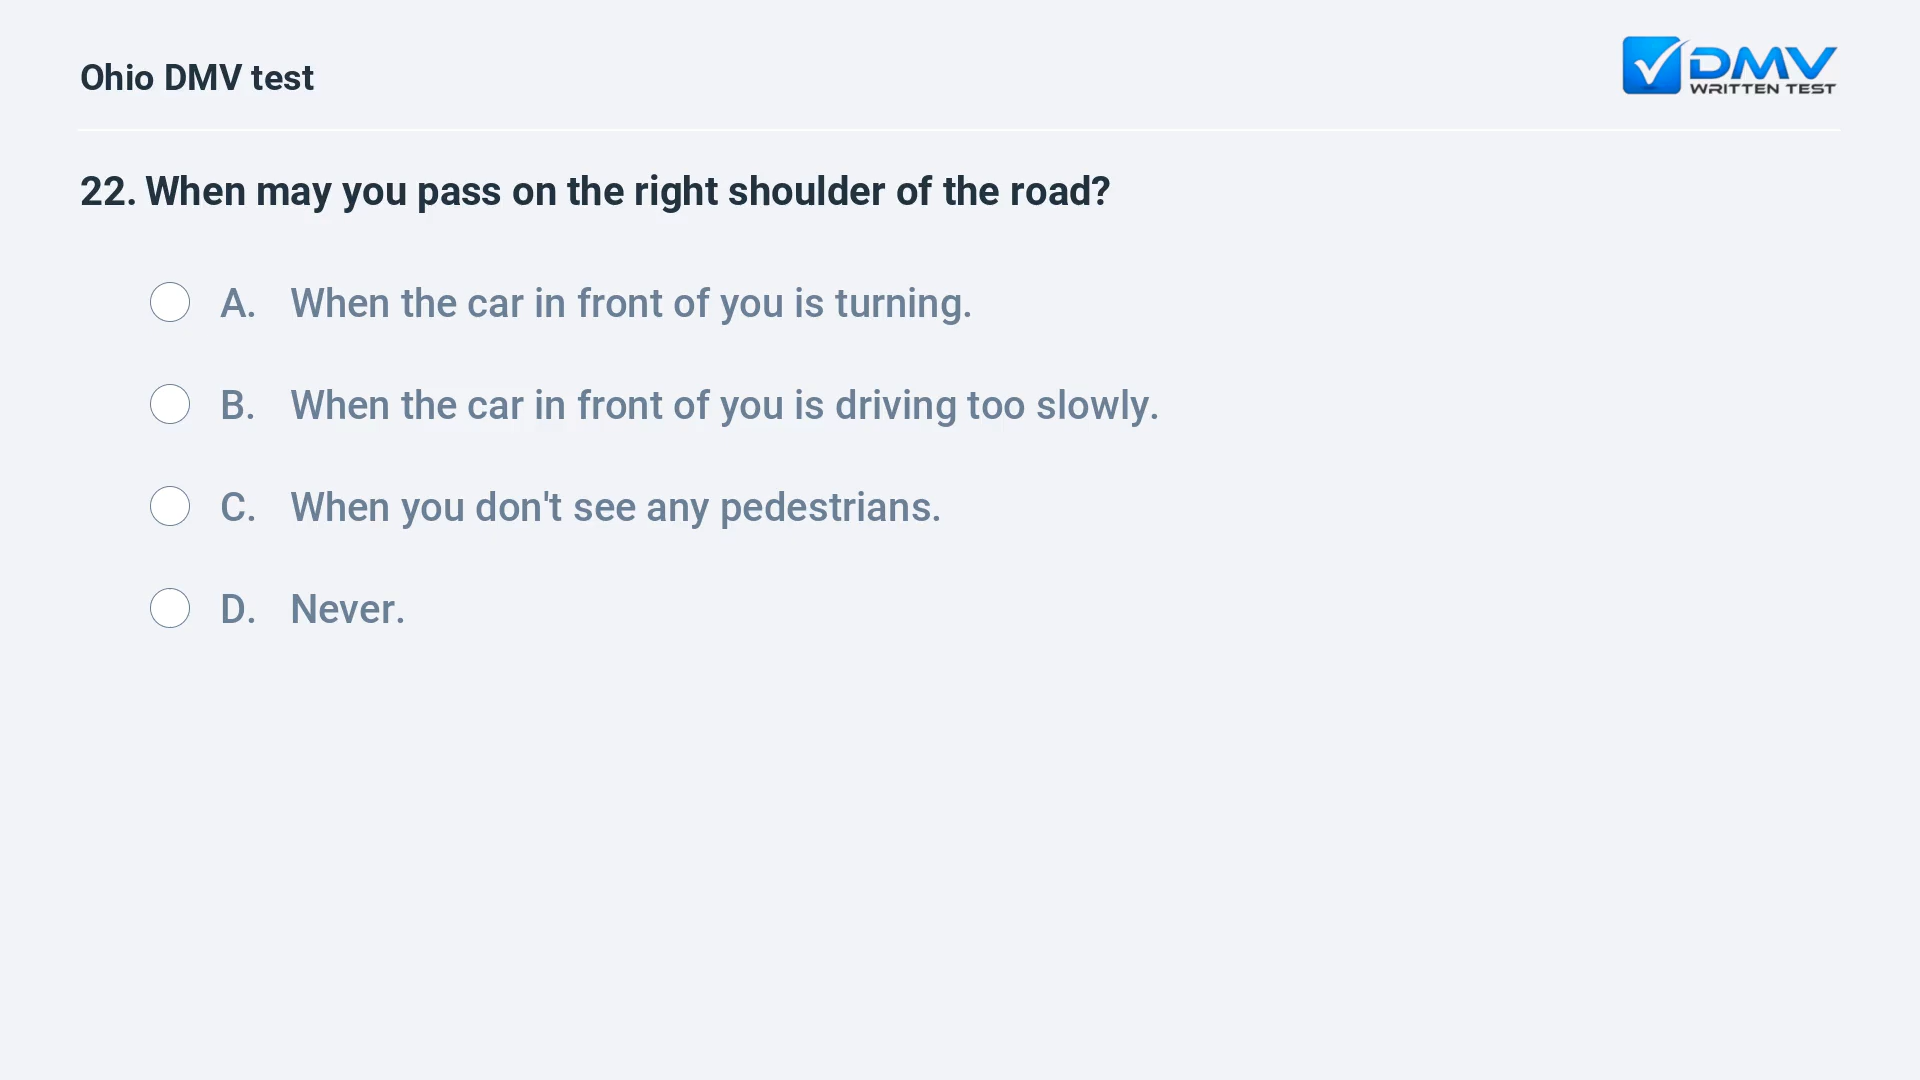 Ohio DMV test
DMV
WRITTEN TEST
22. When may you pass on the right shoulder of the road?
A. When the car in front of you is turning.
B. When the car in front of you is driving too slowly.
C. When you don't see any pedestrians.
D. Never.